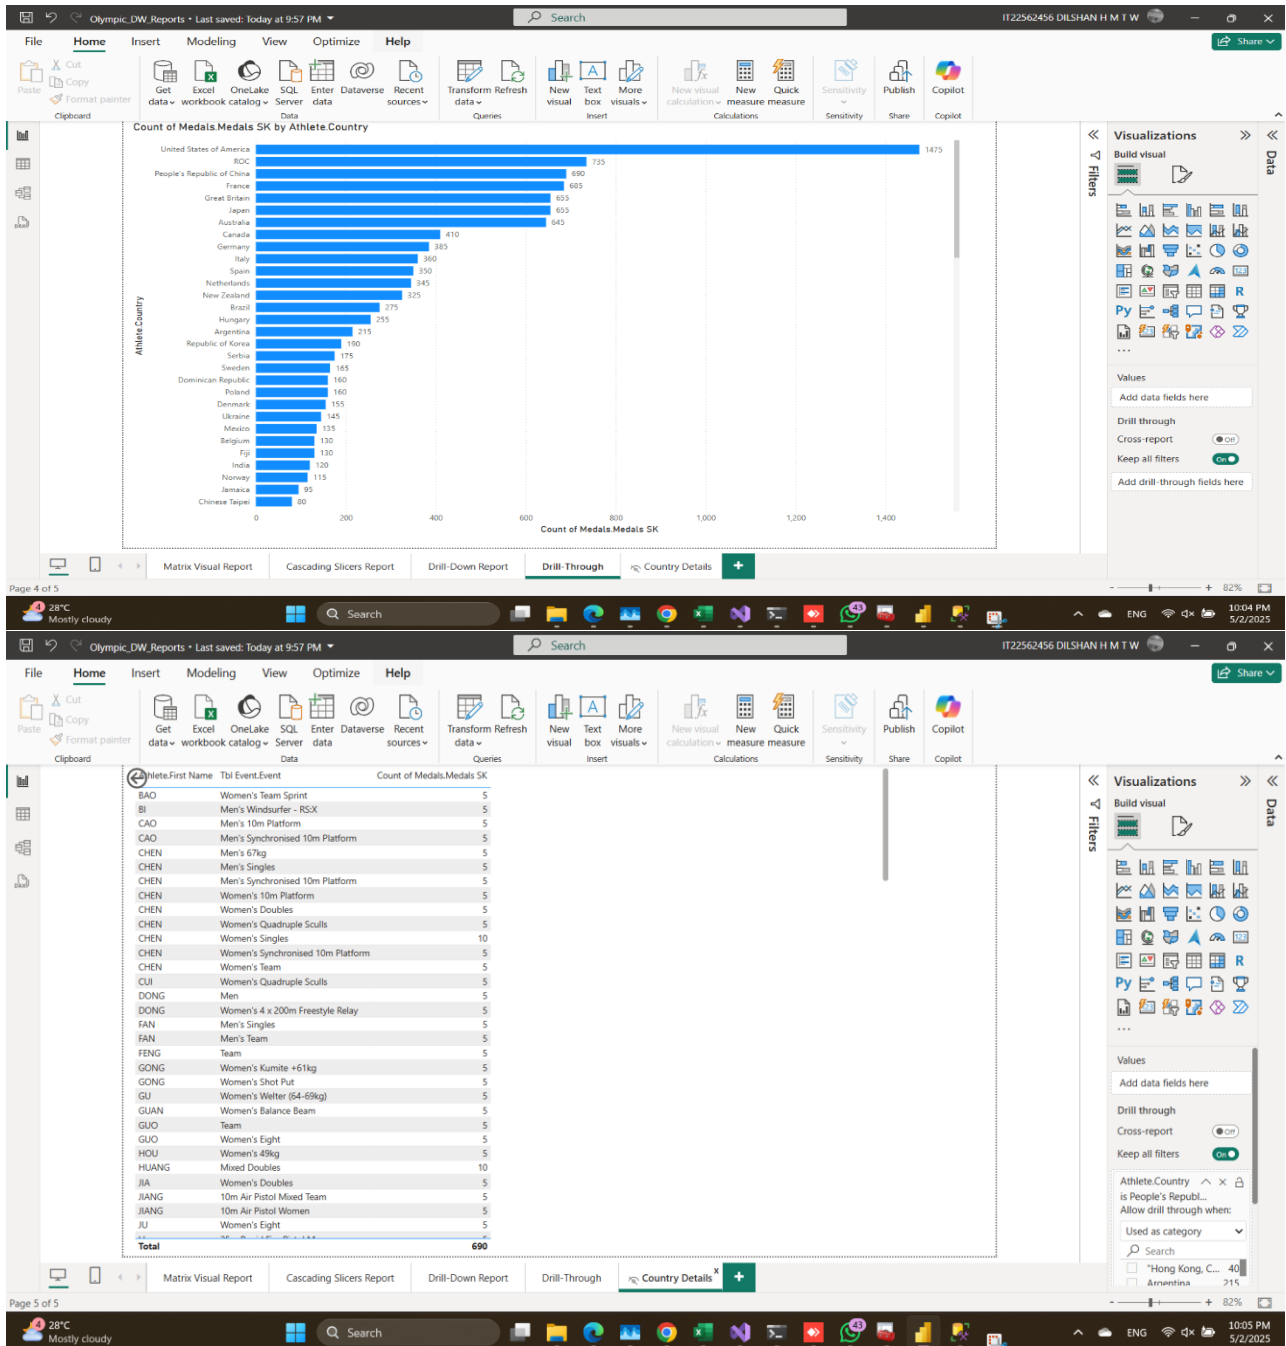 Olympic_DW_Reports • Last saved: Today at 9:57 PM
Search
IT22562456 DILSHAN H M T W
File Home Insert Modeling View Optimize Help
Share
Paste
Cut
Copy
Format painter
Get data
Excel workbook
OneLake catalog
SQL Server
Enter data
Dataverse
Recent sources
Transform data
Refresh
New visual
Text box
More visuals
New visual calculation
New measure
Quick measure
Sensitivity
Publish
Copilot
Clipboard Data Queries Insert Calculations Sensitivity Share Copilot
Count of Medals.Medals SK by Athlete.Country
Athlete.Country
United States of America 1475
ROC 735
People's Republic of China 690
France 685
Great Britain 655
Japan 655
Australia 645
Canada 410
Germany 385
Italy 360
Spain 350
Netherlands 345
New Zealand 325
Brazil 275
Hungary 255
Argentina 215
Republic of Korea 190
Serbia 175
Sweden 165
Dominican Republic 160
Poland 160
Denmark 155
Ukraine 145
Mexico 135
Belgium 130
Fiji 130
India 120
Norway 115
Jamaica 95
Chinese Taipei 80
0 200 400 600 800 1,000 1,200 1,400
Count of Medals.Medals SK
Filters
Visualizations
Data
Build visual
R
Py
123
...
Values
Add data fields here
Drill through
Cross-report Off
Keep all filters On
Add drill-through fields here
Matrix Visual Report Cascading Slicers Report Drill-Down Report Drill-Through Country Details +
Page 4 of 5
- + 82%
4
28°C
Mostly cloudy
Search
43
ENG
10:04 PM
5/2/2025
Olympic_DW_Reports • Last saved: Today at 9:57 PM
Search
IT22562456 DILSHAN H M T W
File Home Insert Modeling View Optimize Help
Share
Paste
Cut
Copy
Format painter
Get data
Excel workbook
OneLake catalog
SQL Server
Enter data
Dataverse
Recent sources
Transform data
Refresh
New visual
Text box
More visuals
New visual calculation
New measure
Quick measure
Sensitivity
Publish
Copilot
Clipboard Data Queries Insert Calculations Sensitivity Share Copilot
Athlete.First Name Tbl Event.Event Count of Medals.Medals SK
BAO Women's Team Sprint 5
BI Men's Windsurfer - RS:X 5
CAO Men's 10m Platform 5
CAO Men's Synchronised 10m Platform 5
CHEN Men's 67kg 5
CHEN Men's Singles 5
CHEN Men's Synchronised 10m Platform 5
CHEN Women's 10m Platform 5
CHEN Women's Doubles 5
CHEN Women's Quadruple Sculls 5
CHEN Women's Singles 10
CHEN Women's Synchronised 10m Platform 5
CHEN Women's Team 5
CUI Women's Quadruple Sculls 5
DONG Men 5
DONG Women's 4 x 200m Freestyle Relay 5
FAN Men's Singles 5
FAN Men's Team 5
FENG Team 5
GONG Women's Kumite +61kg 5
GONG Women's Shot Put 5
GU Women's Welter (64-69kg) 5
GUAN Women's Balance Beam 5
GUO Team 5
GUO Women's Eight 5
HOU Women's 49kg 5
HUANG Mixed Doubles 10
JIA Women's Doubles 5
JIANG 10m Air Pistol Mixed Team 5
JIANG 10m Air Pistol Women 5
JU Women's Eight 5
Total 690
Filters
Visualizations
Data
Build visual
R
Py
123
...
Values
Add data fields here
Drill through
Cross-report Off
Keep all filters On
Athlete.Country
is People's Republ...
Allow drill through when:
Used as category
Search
"Hong Kong, C... 40
Argentina 215
Matrix Visual Report Cascading Slicers Report Drill-Down Report Drill-Through Country Details +
Page 5 of 5
- + 82%
4
28°C
Mostly cloudy
Search
43
ENG
10:05 PM
5/2/2025